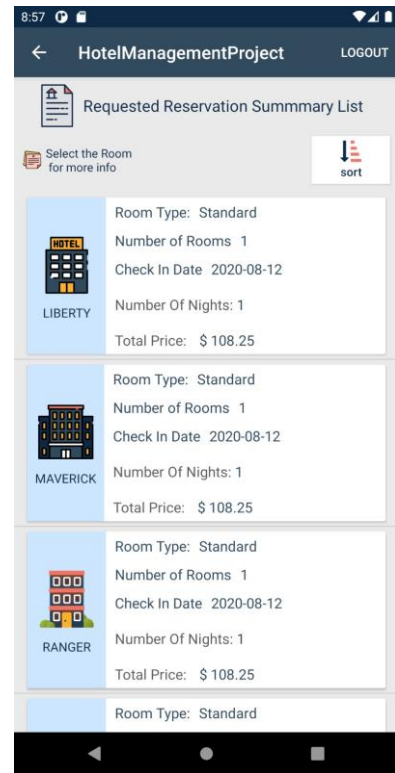 8:57
HotelManagementProject LOGOUT
Requested Reservation Summmary List
Select the Room
for more info
sort
HOTEL
LIBERTY
Room Type: Standard
Number of Rooms 1
Check In Date 2020-08-12
Number Of Nights: 1
Total Price: $ 108.25
MAVERICK
Room Type: Standard
Number of Rooms 1
Check In Date 2020-08-12
Number Of Nights: 1
Total Price: $ 108.25
RANGER
Room Type: Standard
Number of Rooms 1
Check In Date 2020-08-12
Number Of Nights: 1
Total Price: $ 108.25
Room Type: Standard